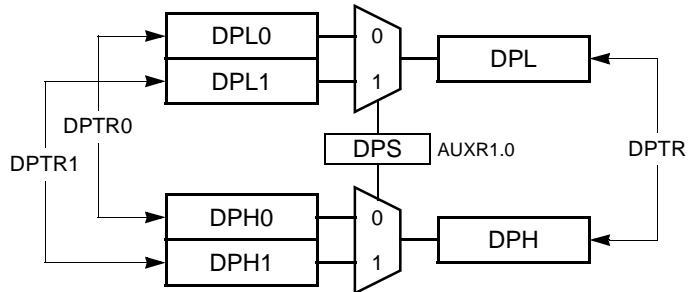 DPL0
0
DPL
DPL1
1
DPTR0
DPS
AUXR1.0
DPTR
DPTR1
DPH0
0
DPH
DPH1
1